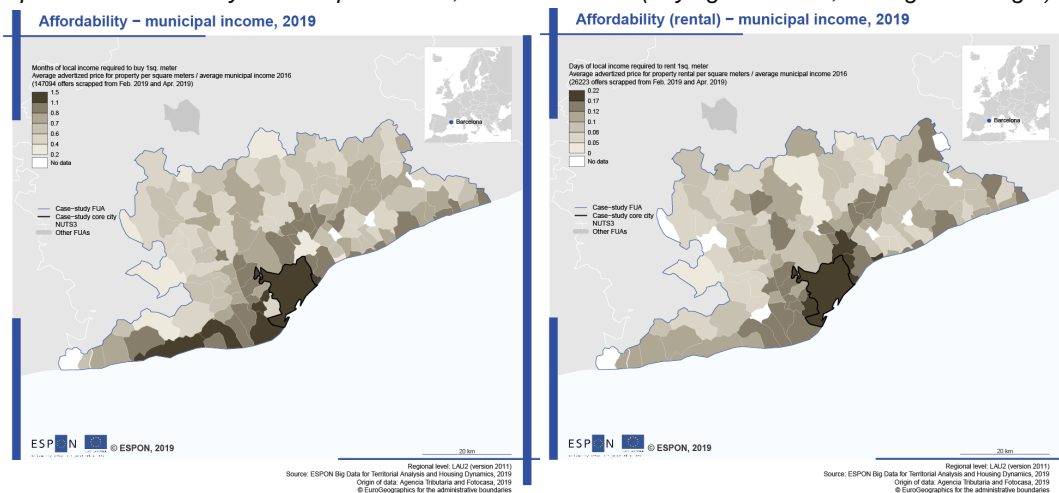 Affordability − municipal income, 2019
Months of local income required to buy 1sq. meter
Average advertized price for property per square meters / average municipal income 2016
(147094 offers scrapped from Feb. 2019 and Apr. 2019)
1.5
1.1
0.8
0.7
0.6
0.4
0.2
No data
Barcelona
Case−study FUA
Case−study core city
NUTS3
Other FUAs
ESPON
© ESPON, 2019
20 km
Regional level: LAU2 (version 2011)
Source: ESPON Big Data for Territorial Analysis and Housing Dynamics, 2019
Origin of data: Agencia Tributaria and Fotocasa, 2019
© EuroGeographics for the administrative boundaries
Affordability (rental) − municipal income, 2019
Days of local income required to rent 1sq. meter
Average advertized price for property rental per square meters / average municipal income 2016
(26223 offers scrapped from Feb. 2019 and Apr. 2019)
0.22
0.17
0.12
0.1
0.08
0.05
0
No data
Barcelona
Case−study FUA
Case−study core city
NUTS3
Other FUAs
ESPON
© ESPON, 2019
20 km
Regional level: LAU2 (version 2011)
Source: ESPON Big Data for Territorial Analysis and Housing Dynamics, 2019
Origin of data: Agencia Tributaria and Fotocasa, 2019
© EuroGeographics for the administrative boundaries